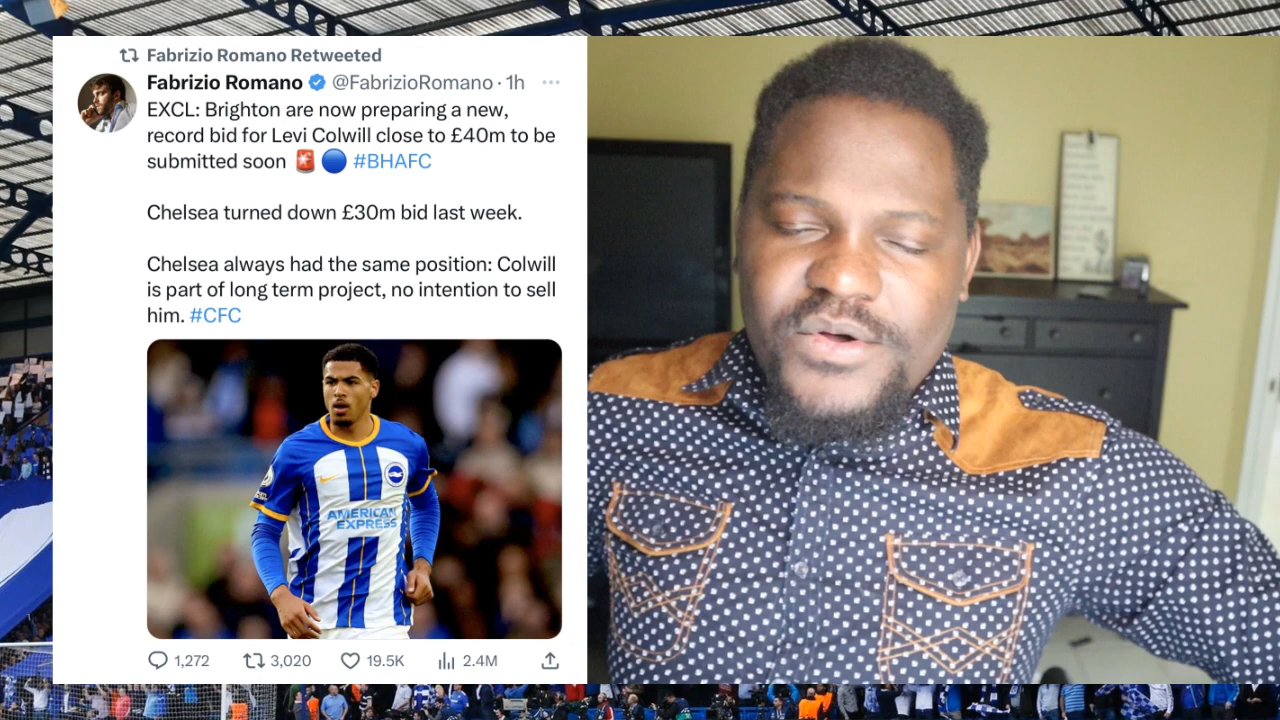 Fabrizio Romano Retweeted
Fabrizio Romano @FabrizioRomano · 1h
EXCL: Brighton are now preparing a new,
record bid for Levi Colwill close to £40m to be
submitted soon 🚨 🔵 #BHAFC
Chelsea turned down £30m bid last week.
Chelsea always had the same position: Colwill
is part of long term project, no intention to sell
him. #CFC
AMERICAN
EXPRESS
1,272 3,020 19.5K 2.4M